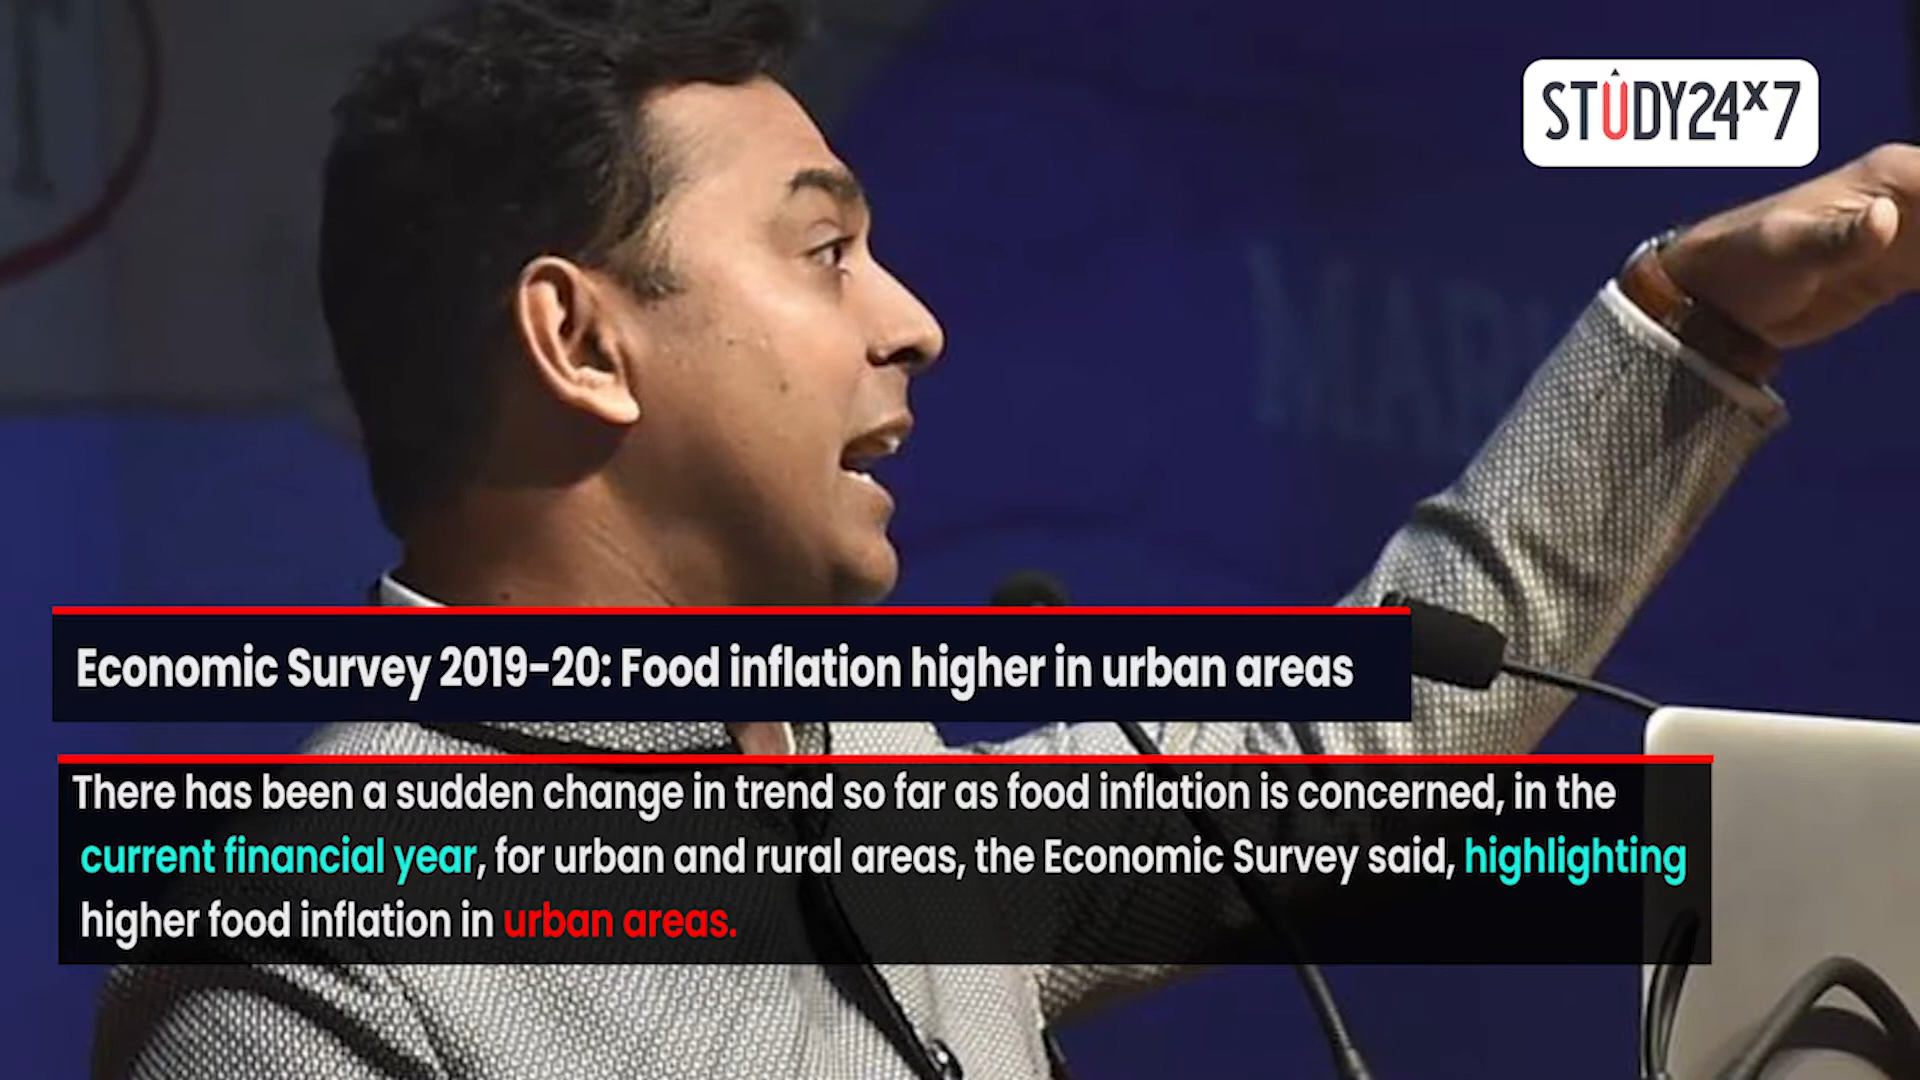 STUDY24x7
MAR
Economic Survey 2019-20: Food inflation higher in urban areas
There has been a sudden change in trend so far as food inflation is concerned, in the
current financial year, for urban and rural areas, the Economic Survey said, highlighting
higher food inflation in urban areas.